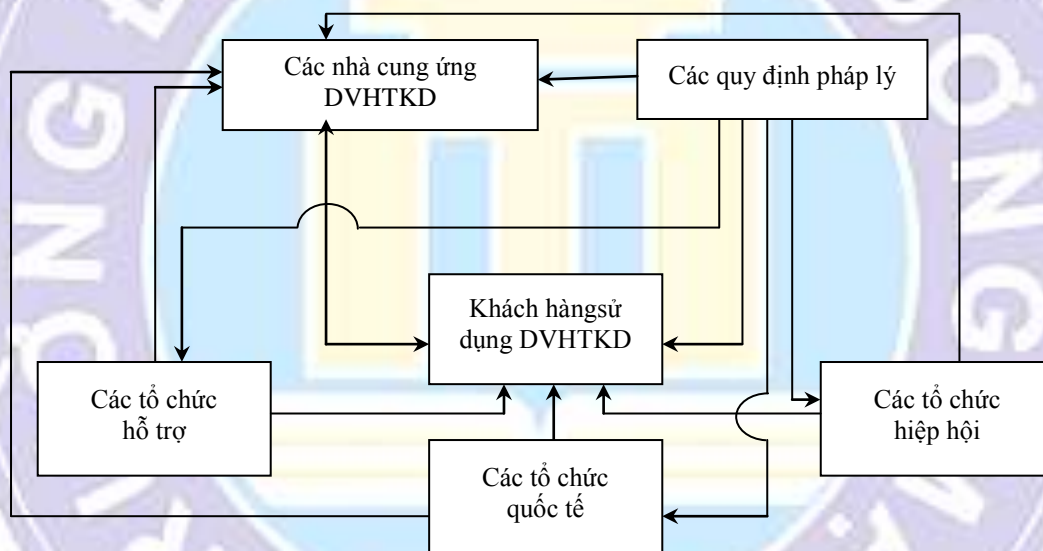 Các nhà cung ứng
DVHTKD
Các quy định pháp lý
Khách hàngsử
dụng DVHTKD
Các tổ chức
hỗ trợ
Các tổ chức
hiệp hội
Các tổ chức
quốc tế